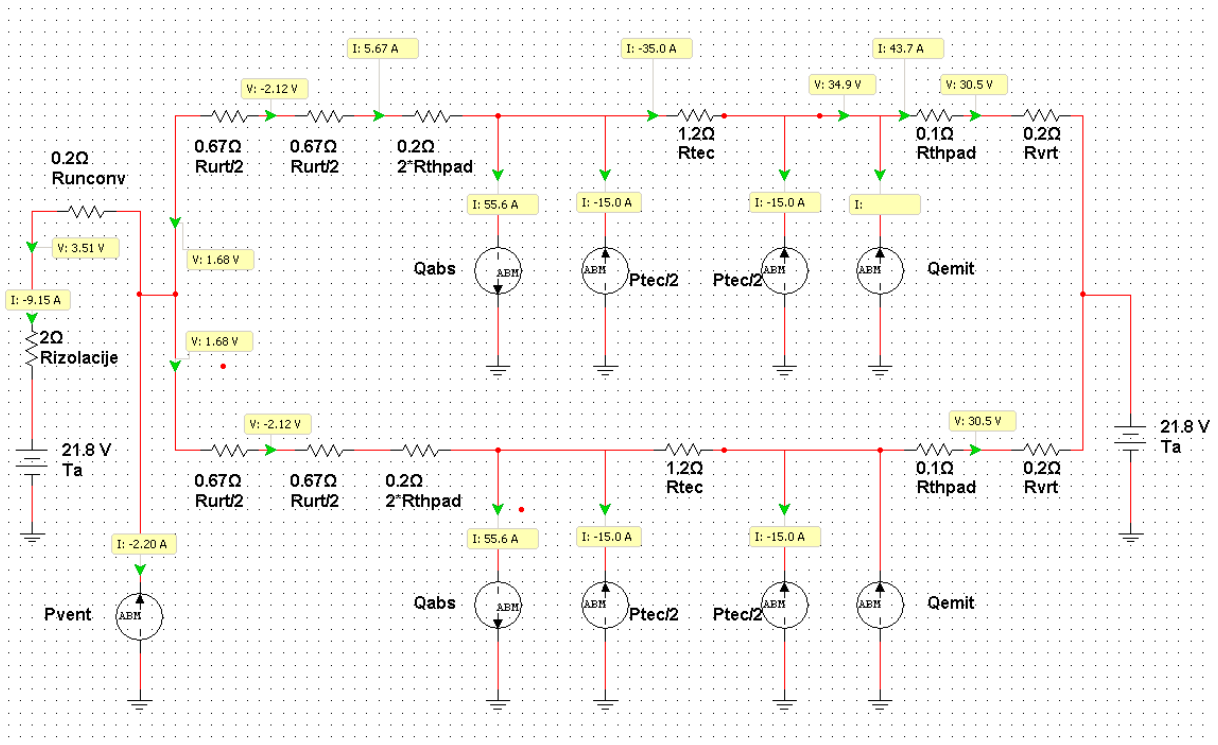 I: 5.67 A
I: -35.0 A
I: 43.7 A
V: -2.12 V
V: 34.9 V
V: 30.5 V
0.67Ω
Rurt/2
0.67Ω
Rurt/2
0.2Ω
2*Rthpad
1.2Ω
Rtec
0.1Ω
Rthpad
0.2Ω
Rvrt
0.2Ω
Runconv
I: 55.6 A
I: -15.0 A
I: -15.0 A
I:
V: 3.51 V
V: 1.68 V
ABM
Qabs
ABM
Ptec/2
ABM
Ptec/2
ABM
Qemit
I: -9.15 A
2Ω
Rizolacije
V: 1.68 V
V: -2.12 V
V: 30.5 V
21.8 V
Ta
21.8 V
Ta
0.67Ω
Rurt/2
0.67Ω
Rurt/2
0.2Ω
2*Rthpad
1.2Ω
Rtec
0.1Ω
Rthpad
0.2Ω
Rvrt
I: -2.20 A
I: 55.6 A
I: -15.0 A
I: -15.0 A
Pvent
ABM
Qabs
ABM
Ptec/2
ABM
Ptec/2
ABM
Qemit
ABM